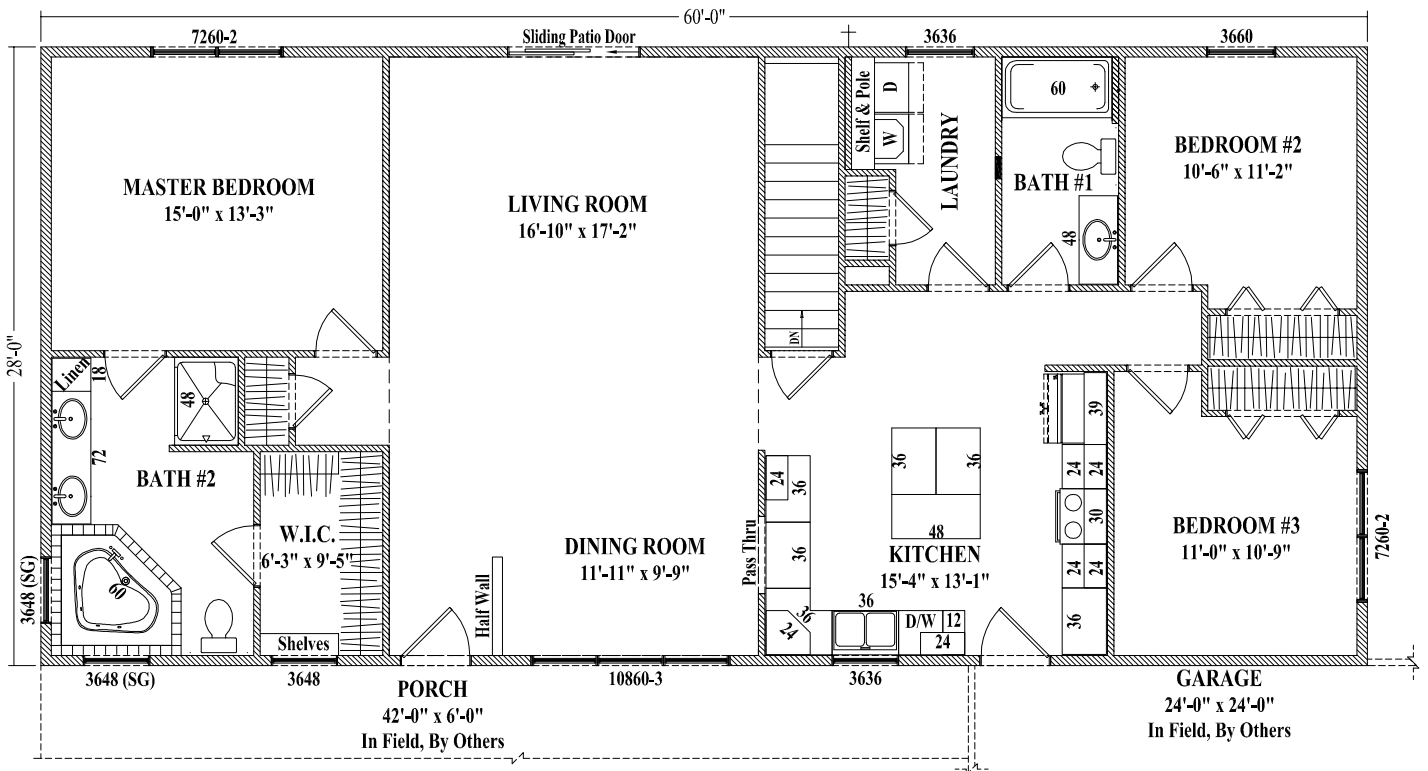 60'-0"
7260-2
Sliding Patio Door
3636
3660
28'-0"
MASTER BEDROOM
15'-0" x 13'-3"
LIVING ROOM
16'-10" x 17'-2"
DN
Shelf & Pole
D
W
LAUNDRY
60
BATH #1
48
BEDROOM #2
10'-6" x 11'-2"
Linen
18
48
72
BATH #2
60
W.I.C.
6'-3" x 9'-5"
Shelves
DINING ROOM
11'-11" x 9'-9"
Half Wall
Pass Thru
24
36
36
36
24
36
D/W
12
24
36
36
48
KITCHEN
15'-4" x 13'-1"
39
24
24
30
24
24
36
BEDROOM #3
11'-0" x 10'-9"
7260-2
3648 (SG)
3648 (SG)
3648
PORCH
42'-0" x 6'-0"
In Field, By Others
10860-3
3636
GARAGE
24'-0" x 24'-0"
In Field, By Others